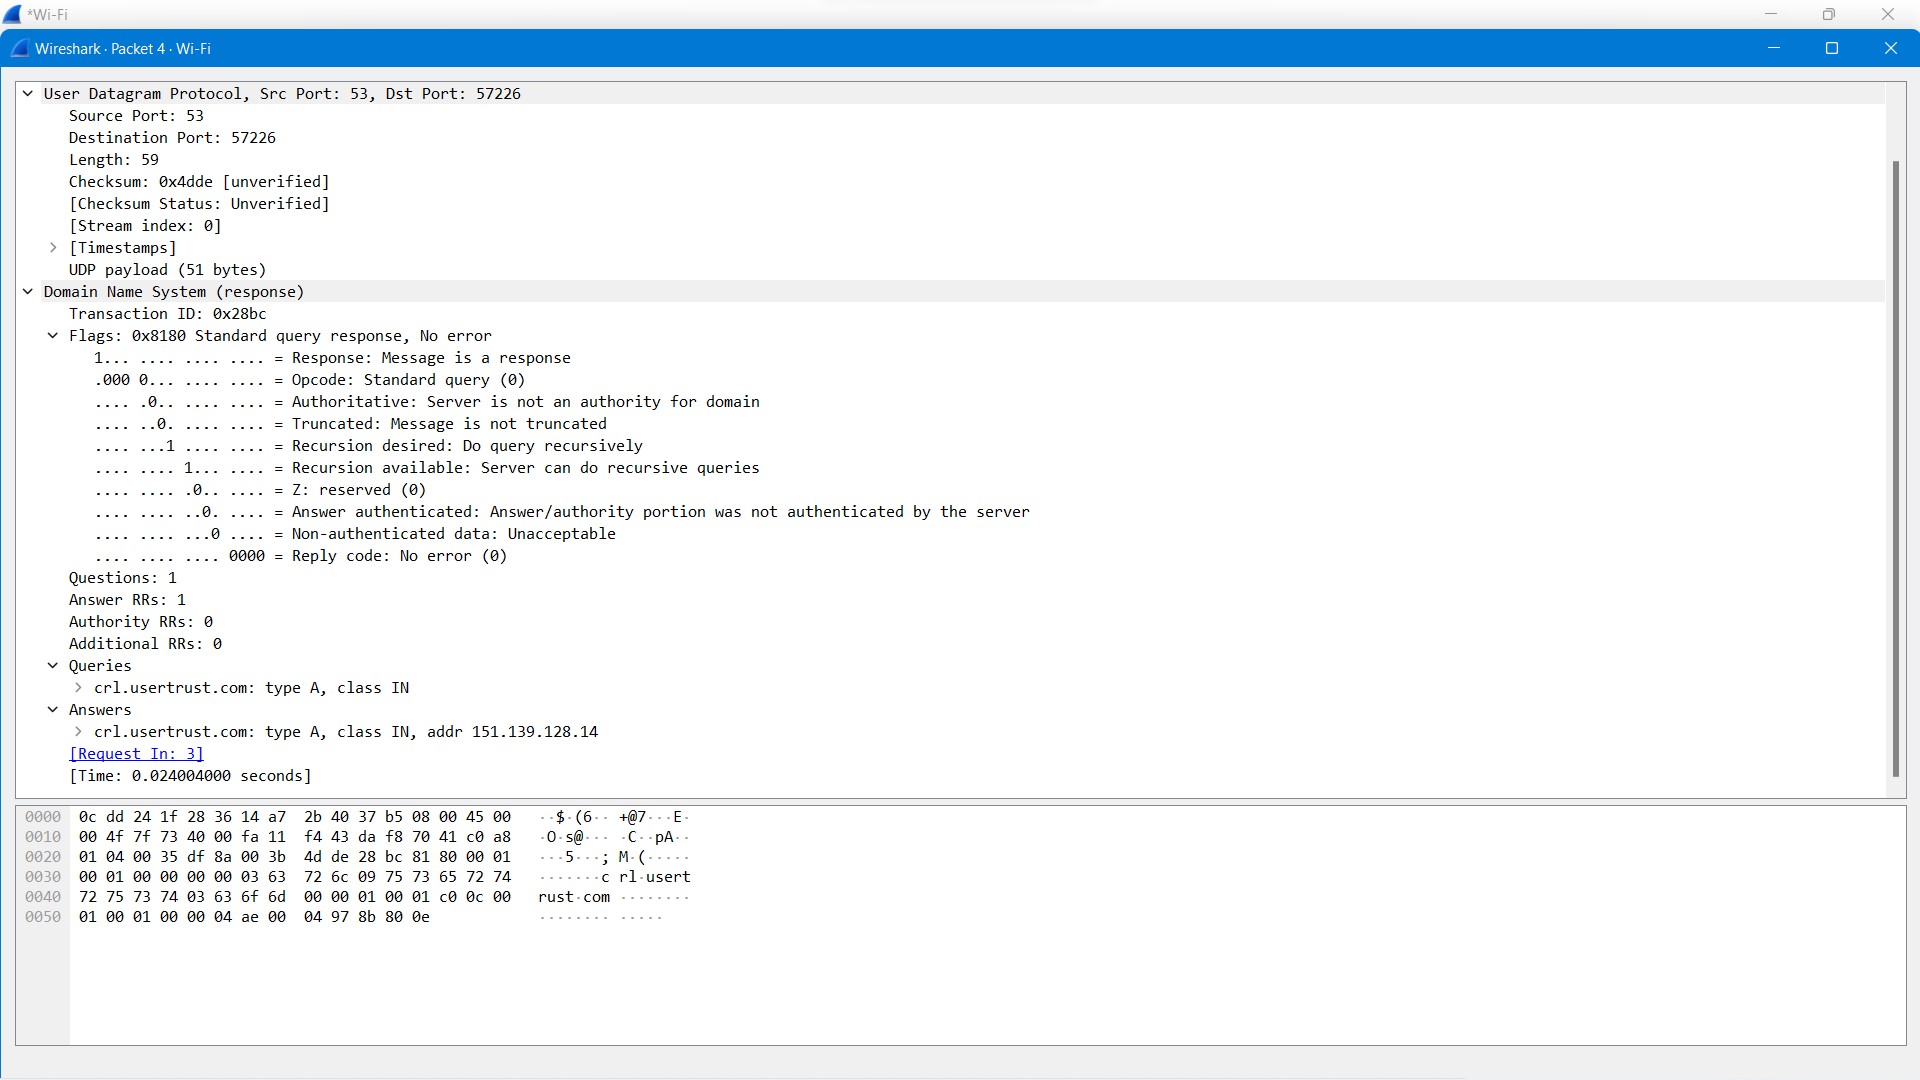 *Wi-Fi
Wireshark · Packet 4 · Wi-Fi
User Datagram Protocol, Src Port: 53, Dst Port: 57226
Source Port: 53
Destination Port: 57226
Length: 59
Checksum: 0x4dde [unverified]
[Checksum Status: Unverified]
[Stream index: 0]
[Timestamps]
UDP payload (51 bytes)
Domain Name System (response)
Transaction ID: 0x28bc
Flags: 0x8180 Standard query response, No error
1... .... .... .... = Response: Message is a response
.000 0... .... .... = Opcode: Standard query (0)
.... .0.. .... .... = Authoritative: Server is not an authority for domain
.... ..0. .... .... = Truncated: Message is not truncated
.... ...1 .... .... = Recursion desired: Do query recursively
.... .... 1... .... = Recursion available: Server can do recursive queries
.... .... .0.. .... = Z: reserved (0)
.... .... ..0. .... = Answer authenticated: Answer/authority portion was not authenticated by the server
.... .... ...0 .... = Non-authenticated data: Unacceptable
.... .... .... 0000 = Reply code: No error (0)
Questions: 1
Answer RRs: 1
Authority RRs: 0
Additional RRs: 0
Queries
crl.usertrust.com: type A, class IN
Answers
crl.usertrust.com: type A, class IN, addr 151.139.128.14
[Request In: 3]
[Time: 0.024004000 seconds]
0000 0c dd 24 1f 28 36 14 a7 2b 40 37 b5 08 00 45 00 ··$·(6·· +@7···E·
0010 00 4f 7f 73 40 00 fa 11 f4 43 da f8 70 41 c0 a8 ·O·s@··· ·C··pA··
0020 01 04 00 35 df 8a 00 3b 4d de 28 bc 81 80 00 01 ···5···; M·(·····
0030 00 01 00 00 00 00 03 63 72 6c 09 75 73 65 72 74 ·······c rl·usert
0040 72 75 73 74 03 63 6f 6d 00 00 01 00 01 c0 0c 00 rust·com ········
0050 01 00 01 00 00 04 ae 00 04 97 8b 80 0e ········ ·····